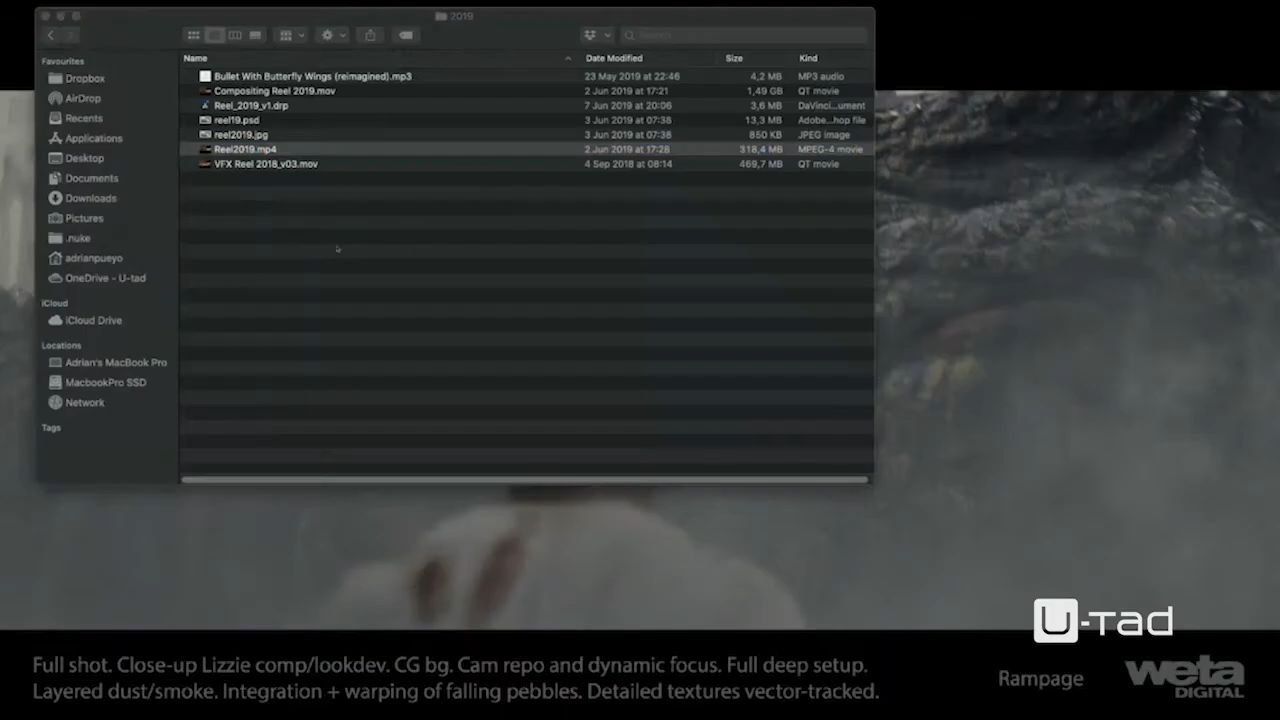 2019
Search
Favourites
Dropbox
AirDrop
Recents
Applications
Desktop
Documents
Downloads
Pictures
.nuke
adrianpueyo
OneDrive - U-tad
iCloud
iCloud Drive
Locations
Adrian's MacBook Pro
MacbookPro SSD
Network
Tags
Name Date Modified Size Kind
Bullet With Butterfly Wings (reimagined).mp3 23 May 2019 at 22:46 4,2 MB MP3 audio
Compositing Reel 2019.mov 2 Jun 2019 at 17:21 1,49 GB QT movie
Reel_2019_v1.drp 7 Jun 2019 at 20:06 3,6 MB DaVinci...ument
reel19.psd 3 Jun 2019 at 07:38 13,3 MB Adobe...hop file
reel2019.jpg 3 Jun 2019 at 07:38 850 KB JPEG image
Reel2019.mp4 2 Jun 2019 at 17:28 318,4 MB MPEG-4 movie
VFX Reel 2018_v03.mov 4 Sep 2018 at 08:14 469,7 MB QT movie
U-Tad
Full shot. Close-up Lizzie comp/lookdev. CG bg. Cam repo and dynamic focus. Full deep setup.
Layered dust/smoke. Integration + warping of falling pebbles. Detailed textures vector-tracked.
Rampage
weta
DIGITAL